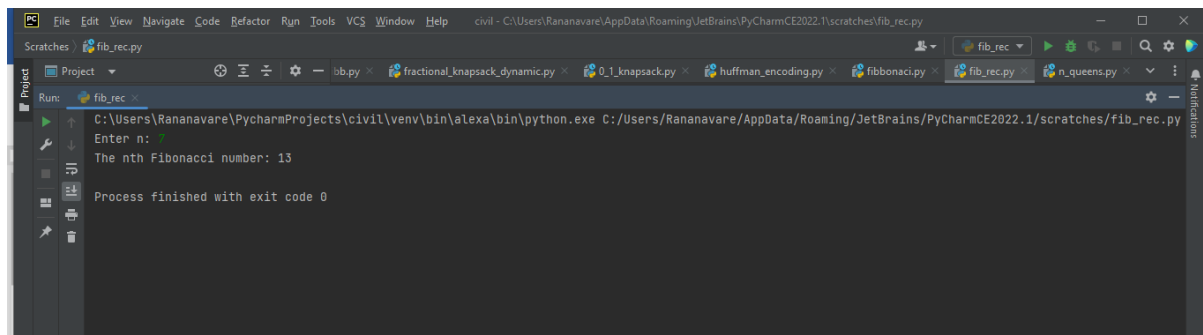 PC File Edit View Navigate Code Refactor Run Tools VCS Window Help civil - C:\Users\Rananavare\AppData\Roaming\JetBrains\PyCharmCE2022.1\scratches\fib_rec.py
Scratches fib_rec.py fib_rec
Project Project bb.py fractional_knapsack_dynamic.py 0_1_knapsack.py huffman_encoding.py fibbonaci.py fib_rec.py n_queens.py
Run: fib_rec
Notifications
C:\Users\Rananavare\PycharmProjects\civil\venv\bin\alexa\bin\python.exe C:/Users/Rananavare/AppData/Roaming/JetBrains/PyCharmCE2022.1/scratches/fib_rec.py
Enter n: 7
The nth Fibonacci number: 13
Process finished with exit code 0